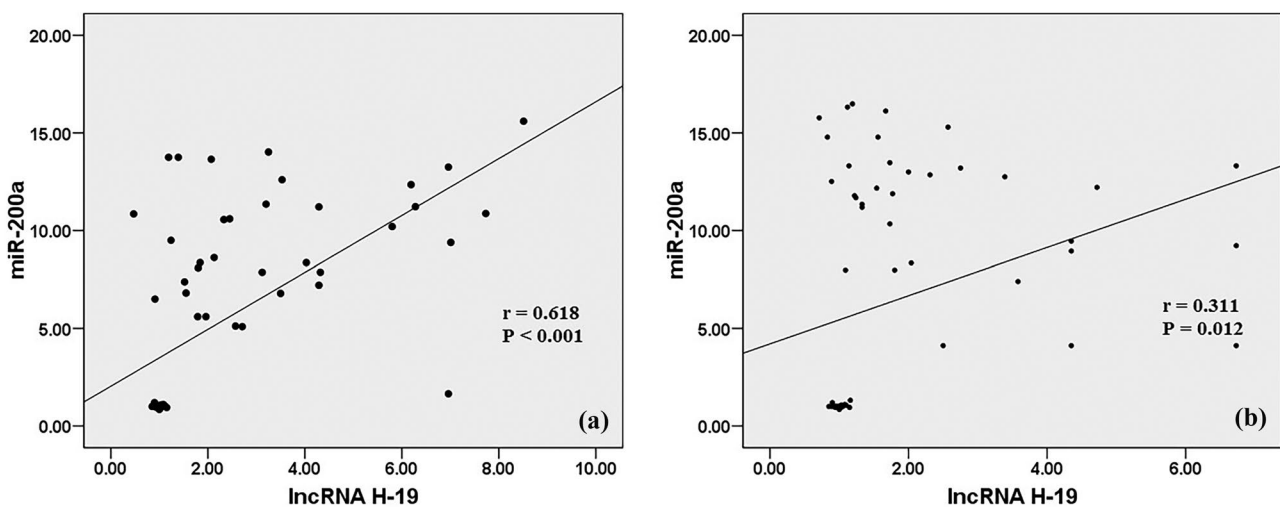 20.00
15.00
10.00
5.00
0.00
miR-200a
r = 0.618
P < 0.001
(a)
0.00 2.00 4.00 6.00 8.00 10.00
lncRNA H-19
20.00
15.00
10.00
5.00
0.00
miR-200a
r = 0.311
P = 0.012
(b)
0.00 2.00 4.00 6.00
lncRNA H-19